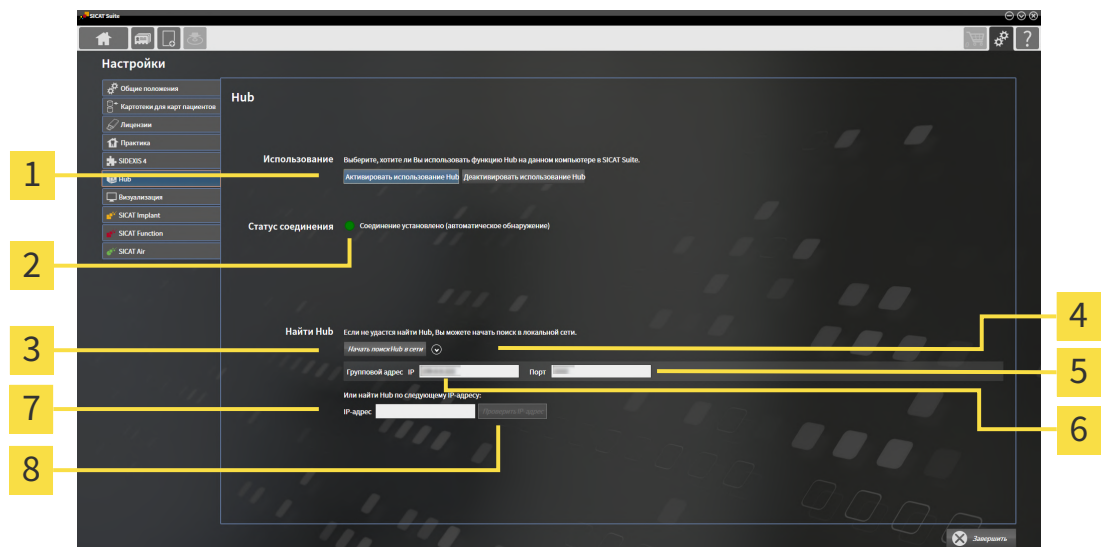 SICAT Suite
?
Настройки
Общие положения
Картотеки для карт пациентов
Лицензии
Практика
SIDEXIS 4
Hub
Визуализация
SICAT Implant
SICAT Function
SICAT Air
Hub
Использование Выберите, хотите ли Вы использовать функцию Hub на данном компьютере в SICAT Suite.
Активировать использование Hub Деактивировать использование Hub
Статус соединения Соединение установлено (автоматическое обнаружение)
Найти Hub Если не удастся найти Hub, Вы можете начать поиск в локальной сети.
Начать поиск Hub в сети
Групповой адрес IP Порт
Или найти Hub по следующему IP-адресу:
IP-адрес Проверить IP-адрес
Завершить
1
2
3
4
5
6
7
8